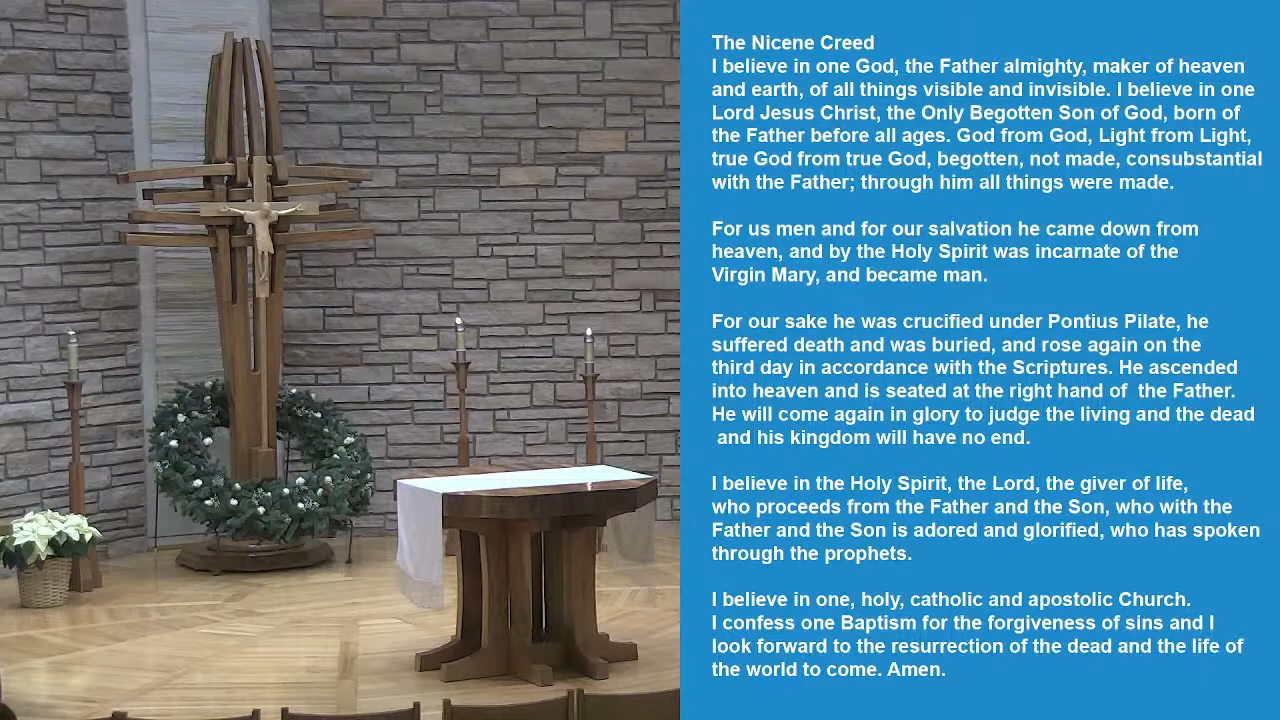 The Nicene Creed
I believe in one God, the Father almighty, maker of heaven
and earth, of all things visible and invisible. I believe in one
Lord Jesus Christ, the Only Begotten Son of God, born of
the Father before all ages. God from God, Light from Light,
true God from true God, begotten, not made, consubstantial
with the Father; through him all things were made.
For us men and for our salvation he came down from
heaven, and by the Holy Spirit was incarnate of the
Virgin Mary, and became man.
For our sake he was crucified under Pontius Pilate, he
suffered death and was buried, and rose again on the
third day in accordance with the Scriptures. He ascended
into heaven and is seated at the right hand of  the Father.
He will come again in glory to judge the living and the dead
and his kingdom will have no end.
I believe in the Holy Spirit, the Lord, the giver of life,
who proceeds from the Father and the Son, who with the
Father and the Son is adored and glorified, who has spoken
through the prophets.
I believe in one, holy, catholic and apostolic Church.
I confess one Baptism for the forgiveness of sins and I
look forward to the resurrection of the dead and the life of
the world to come. Amen.